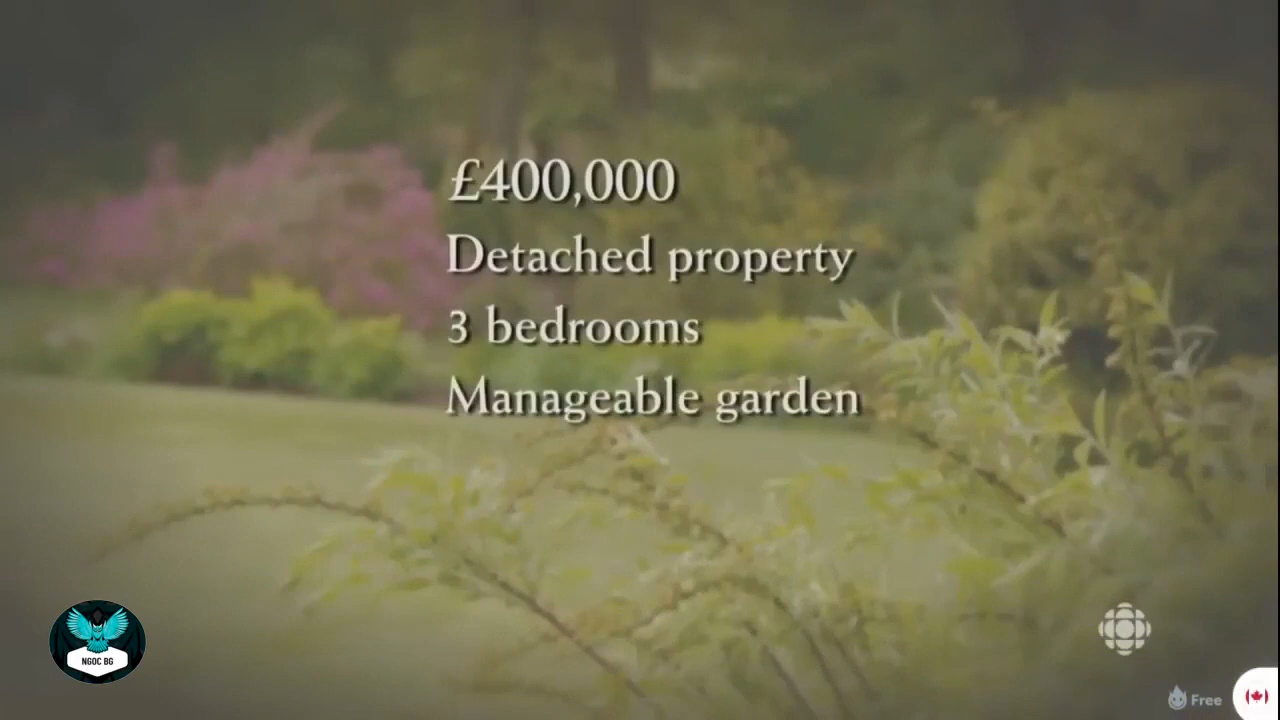 £400,000
Detached property
3 bedrooms
Manageable garden
NGOC BG
Free